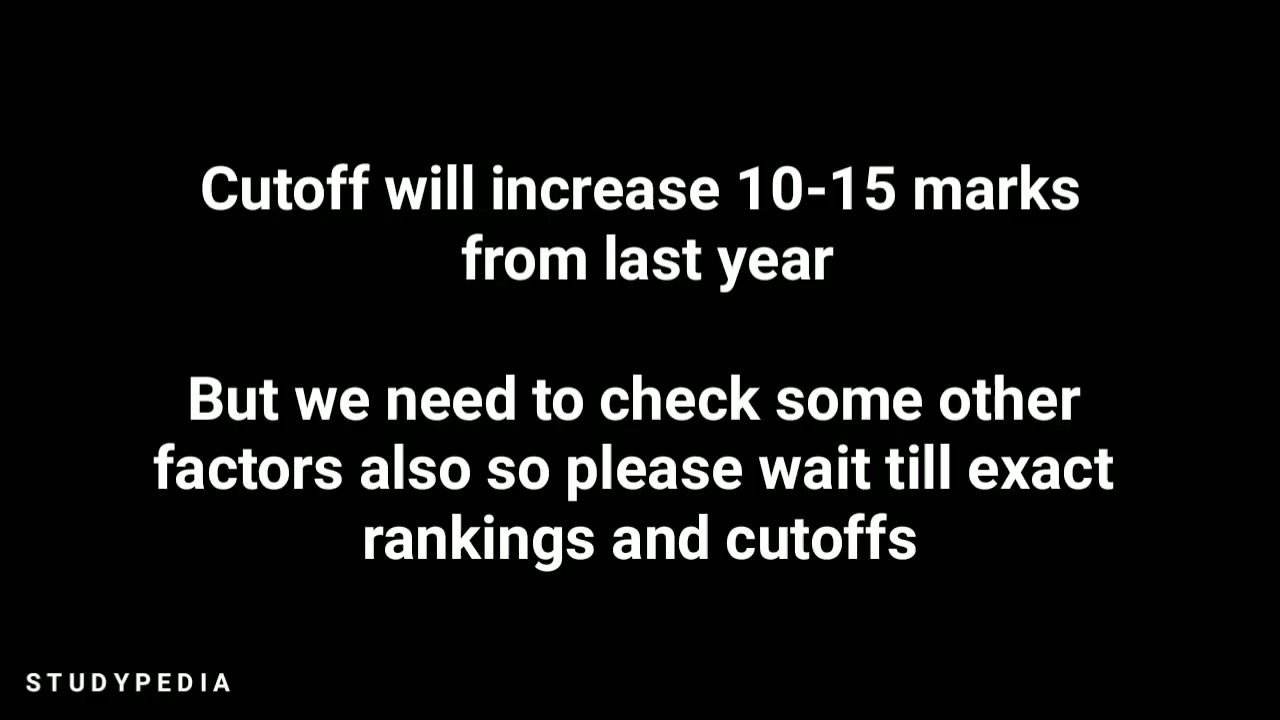 Cutoff will increase 10-15 marks
from last year
But we need to check some other
factors also so please wait till exact
rankings and cutoffs
STUDYPEDIA